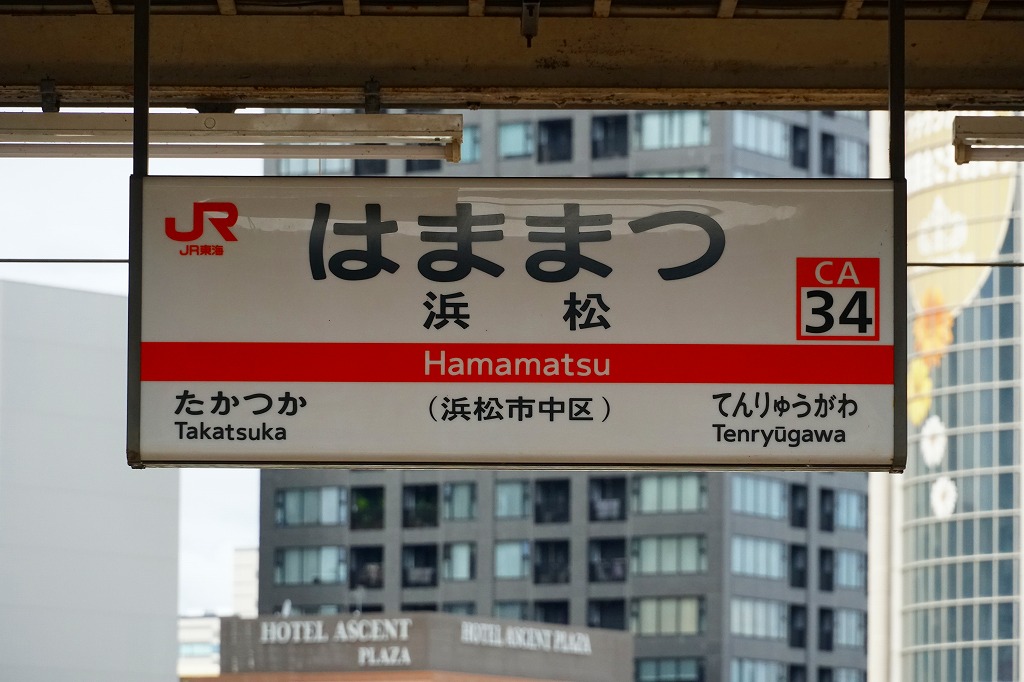 JR
JR東海
はままつ
浜 松
CA
34
Hamamatsu
たかつか
Takatsuka
(浜松市中区)
てんりゅうがわ
Tenryūgawa
HOTEL ASCENT
PLAZA
HOTEL ASCENT PLAZA